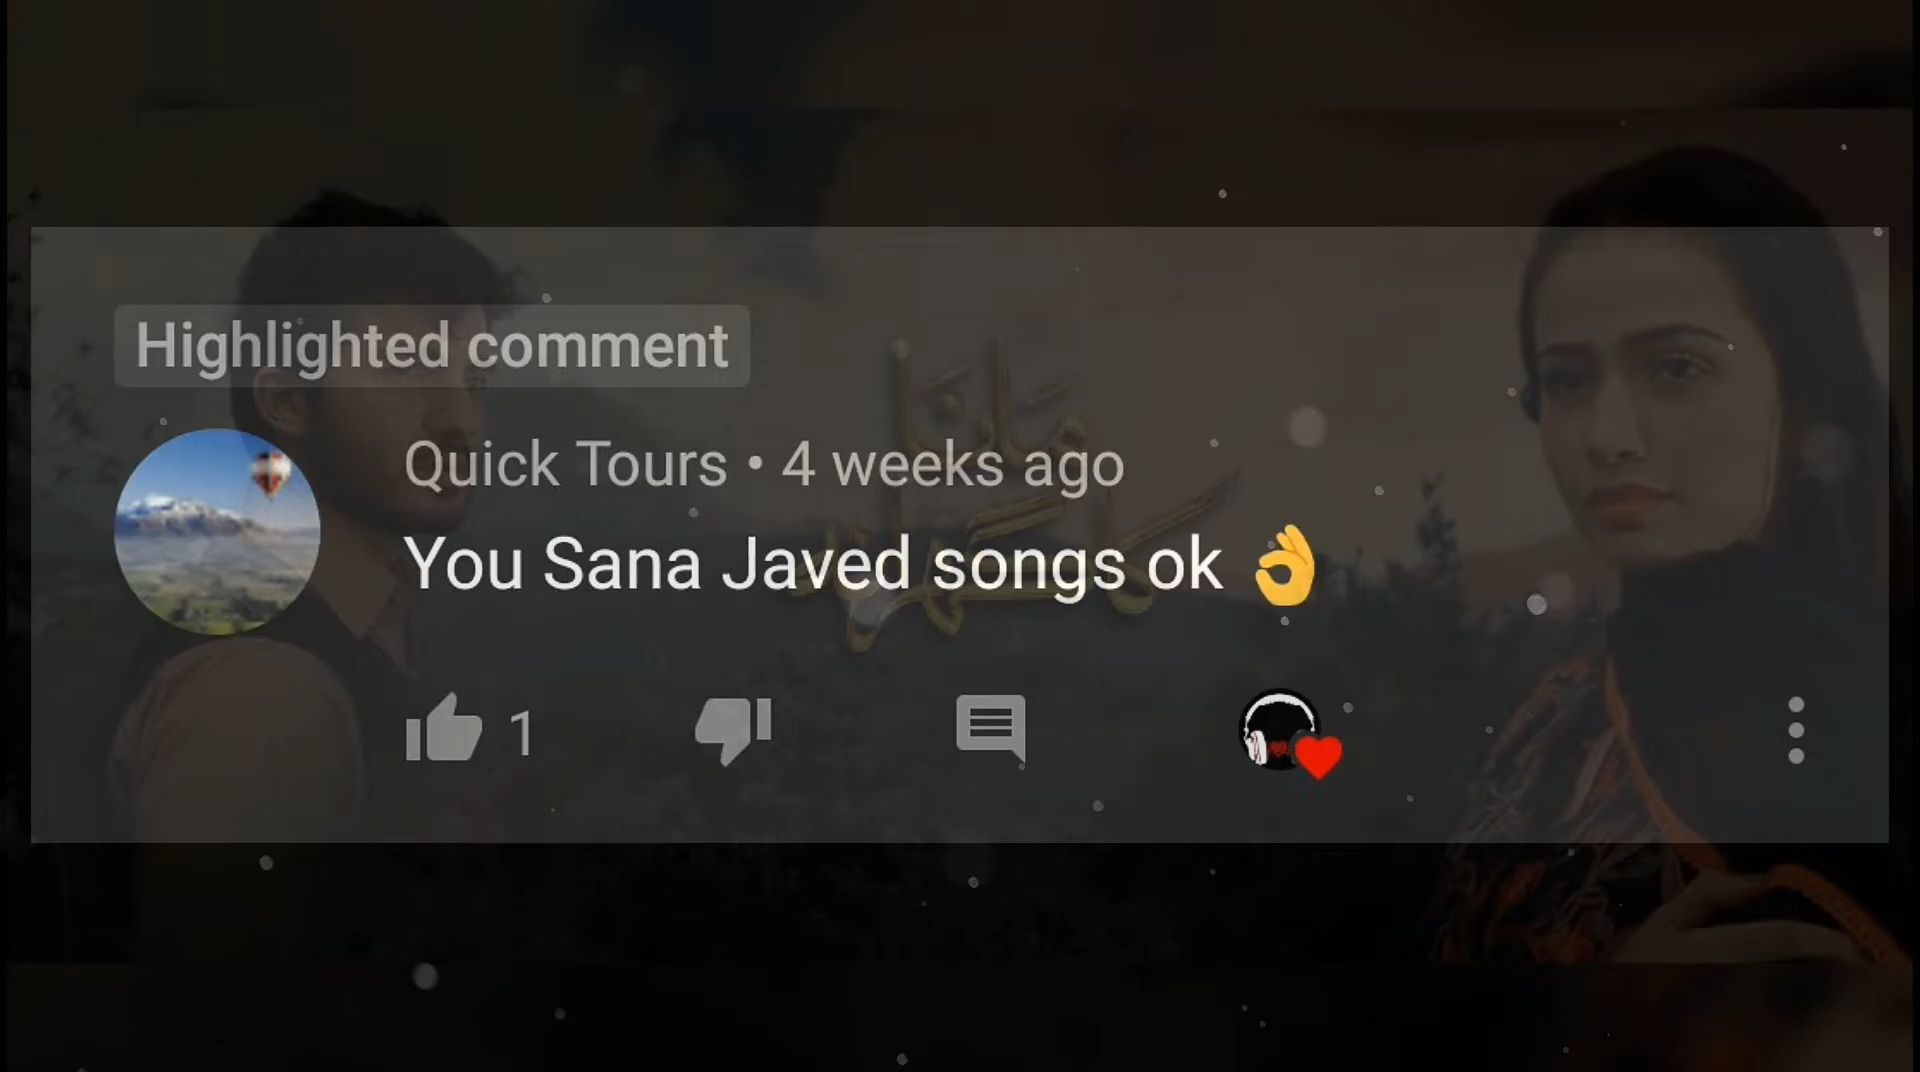 Highlighted comment
Quick Tours • 4 weeks ago
You Sana Javed songs ok 👌
1